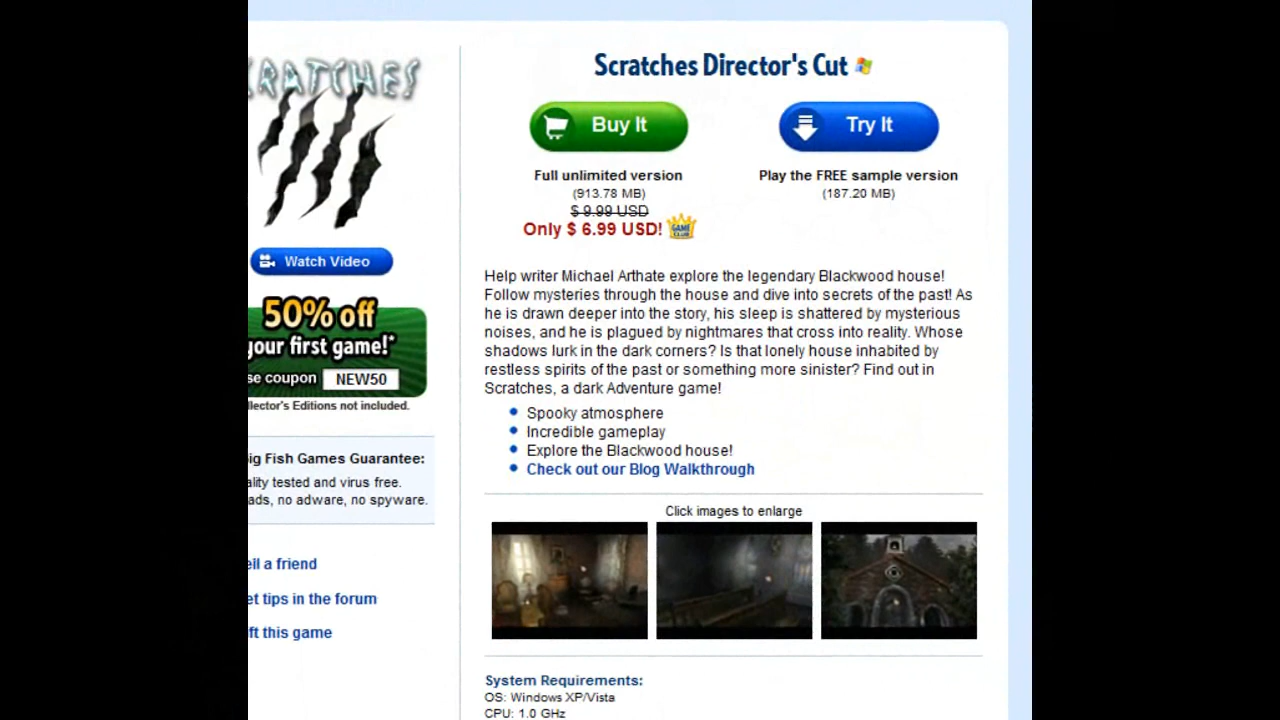 CRATCHES
Watch Video
50% off
your first game!*
se coupon NEW50
llector's Editions not included.
ig Fish Games Guarantee:
ality tested and virus free.
ads, no adware, no spyware.
ell a friend
et tips in the forum
ft this game
Scratches Director's Cut
Buy It
Try It
Full unlimited version
(913.78 MB)
$ 9.99 USD
Only $ 6.99 USD! GAME CLUB
Play the FREE sample version
(187.20 MB)
Help writer Michael Arthate explore the legendary Blackwood house!
Follow mysteries through the house and dive into secrets of the past! As
he is drawn deeper into the story, his sleep is shattered by mysterious
noises, and he is plagued by nightmares that cross into reality. Whose
shadows lurk in the dark corners? Is that lonely house inhabited by
restless spirits of the past or something more sinister? Find out in
Scratches, a dark Adventure game!
Spooky atmosphere
Incredible gameplay
Explore the Blackwood house!
Check out our Blog Walkthrough
Click images to enlarge
System Requirements:
OS: Windows XP/Vista
CPU: 1.0 GHz